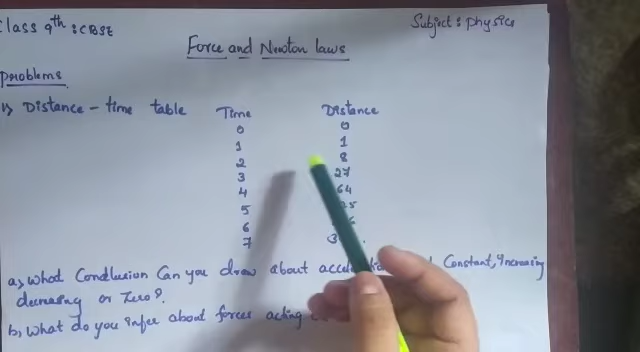 Class 9th : CBSE
Subject : physics
Force and Newton laws
Problems
1) Distance - time table Time Distance
0 0
1 1
2 8
3 27
4 64
5
6
7 3
a) What Condlusion Can you draw about Constant, increasing
decreasing or Zero?
b) What do you infer about forces acting